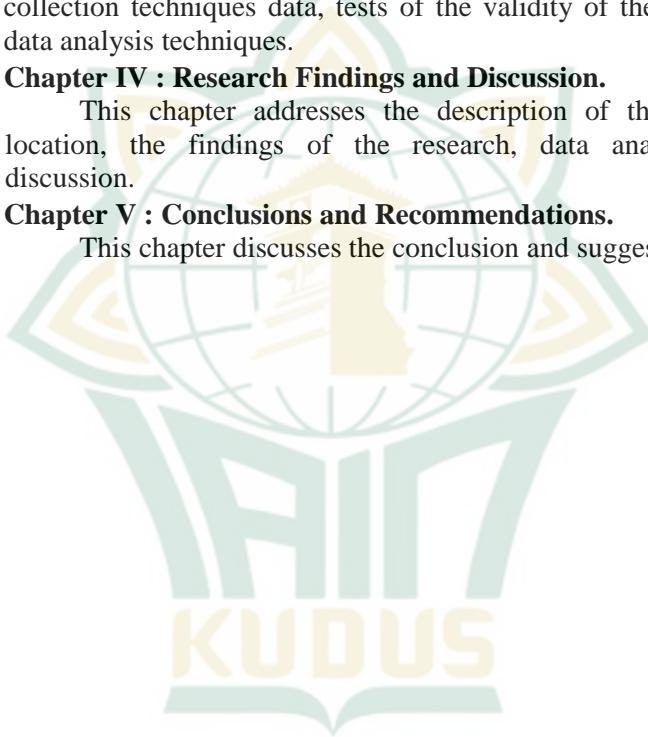 collection techniques data, tests of the validity of the
data analysis techniques.
Chapter IV : Research Findings and Discussion.
This chapter addresses the description of th
location, the findings of the research, data ana
discussion.
Chapter V : Conclusions and Recommendations.
This chapter discusses the conclusion and sugges
IAIN
KUDUS